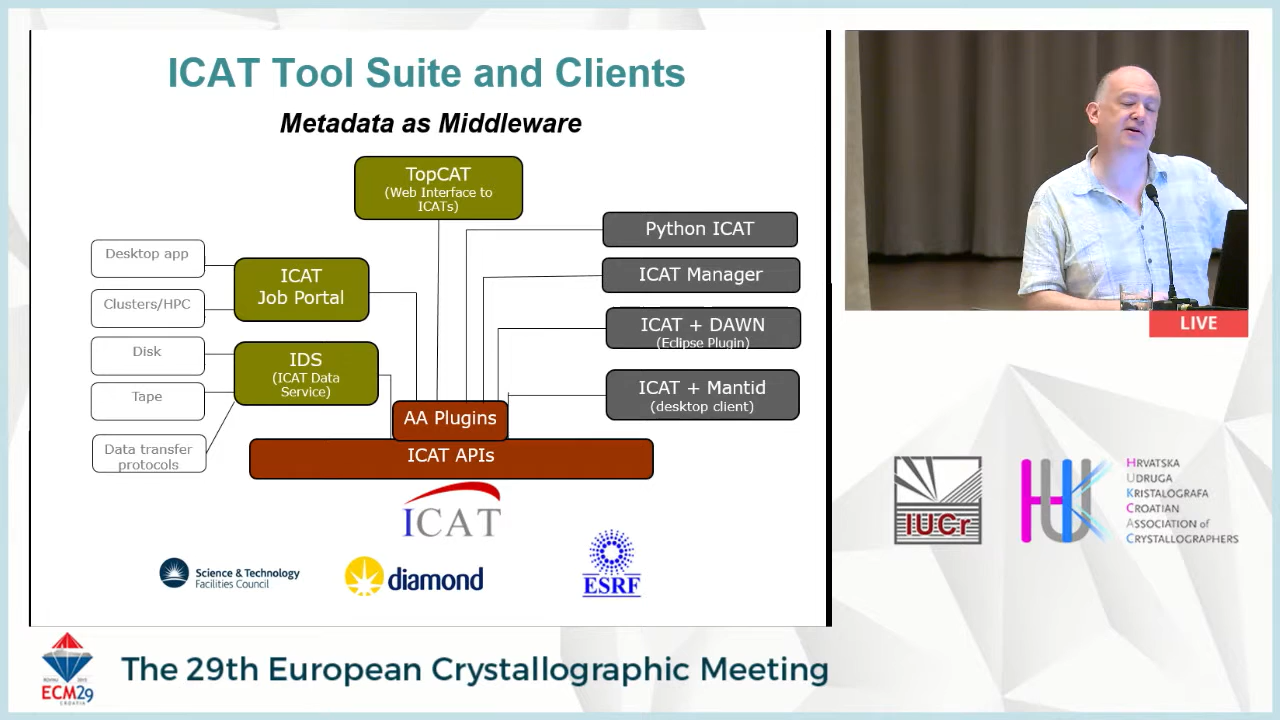 ICAT Tool Suite and Clients
Metadata as Middleware
TopCAT
(Web Interface to
ICATs)
Python ICAT
ICAT Manager
ICAT + DAWN
(Eclipse Plugin)
ICAT + Mantid
(desktop client)
Desktop app
Clusters/HPC
Disk
Tape
Data transfer
protocols
ICAT
Job Portal
IDS
(ICAT Data
Service)
AA Plugins
ICAT APIs
ICAT
Science & Technology
Facilities Council
diamond
ESRF
LIVE
IUCr
HUK
HRVATSKA
UDRUGA
KRISTALOGRAFA
CROATIAN
ASSOCIATION of
CRYSTALLOGRAPHERS
ECM29
CROATIA
The 29th European Crystallographic Meeting